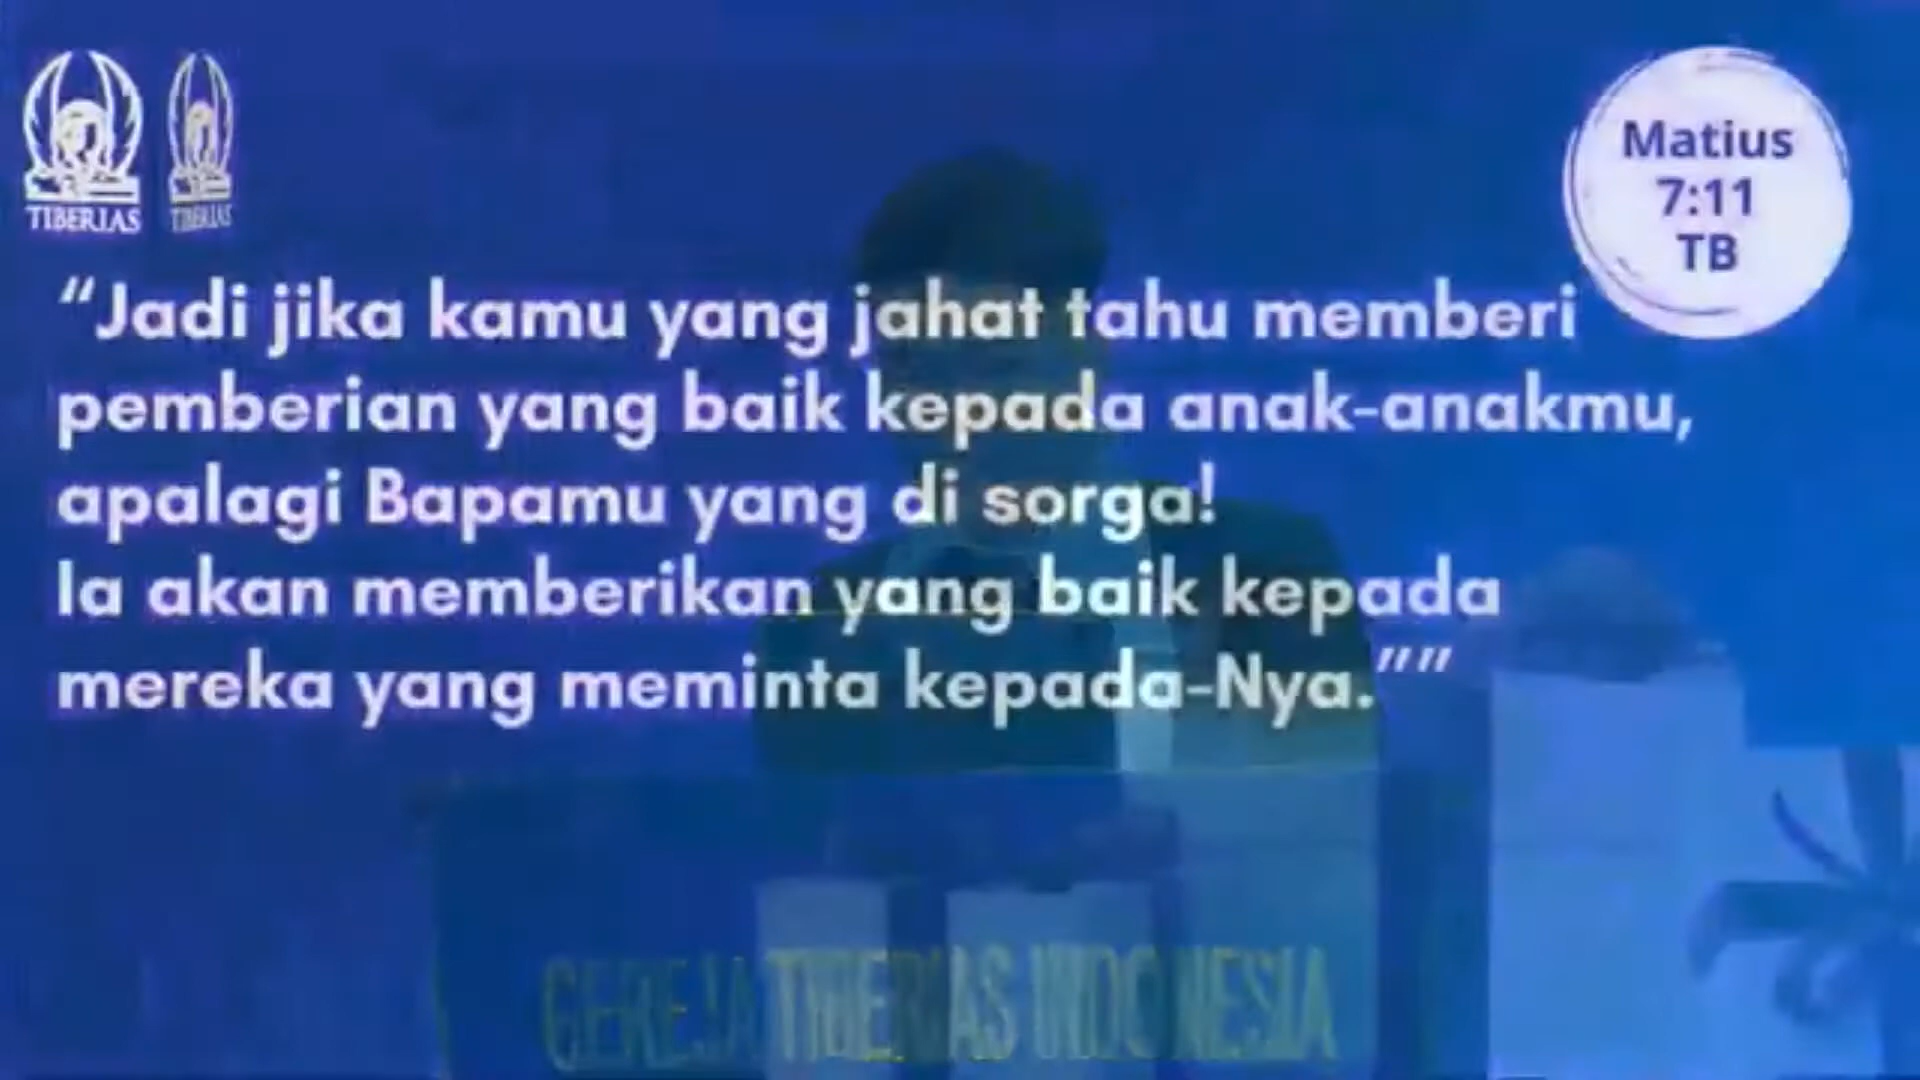 TIBERIAS
TIBERIAS
Matius
7:11
TB
“Jadi jika kamu yang jahat tahu memberi
pemberian yang baik kepada anak-anakmu,
apalagi Bapamu yang di sorga!
Ia akan memberikan yang baik kepada
mereka yang meminta kepada-Nya.””
GEREJA TIBERIAS INDONESIA